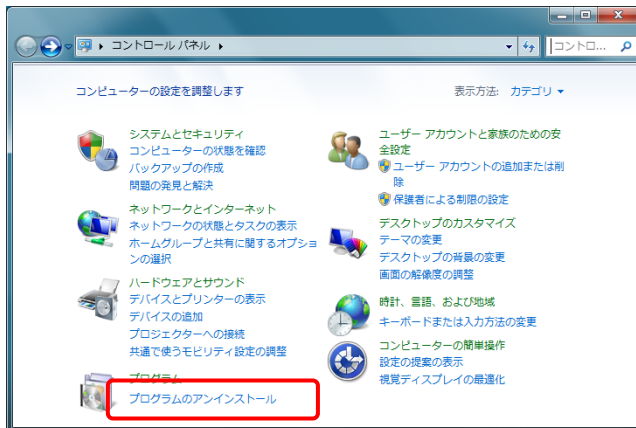 コントロール パネル
コントロ...
コンピューターの設定を調整します
表示方法: カテゴリ
システムとセキュリティ
コンピューターの状態を確認
バックアップの作成
問題の発見と解決
ネットワークとインターネット
ネットワークの状態とタスクの表示
ホームグループと共有に関するオプショ
ンの選択
ハードウェアとサウンド
デバイスとプリンターの表示
デバイスの追加
プロジェクターへの接続
共通で使うモビリティ設定の調整
プログラム
プログラムのアンインストール
ユーザー アカウントと家族のための安
全設定
ユーザー アカウントの追加または削
除
保護者による制限の設定
デスクトップのカスタマイズ
テーマの変更
デスクトップの背景の変更
画面の解像度の調整
時計、言語、および地域
キーボードまたは入力方法の変更
コンピューターの簡単操作
設定の提案の表示
視覚ディスプレイの最適化